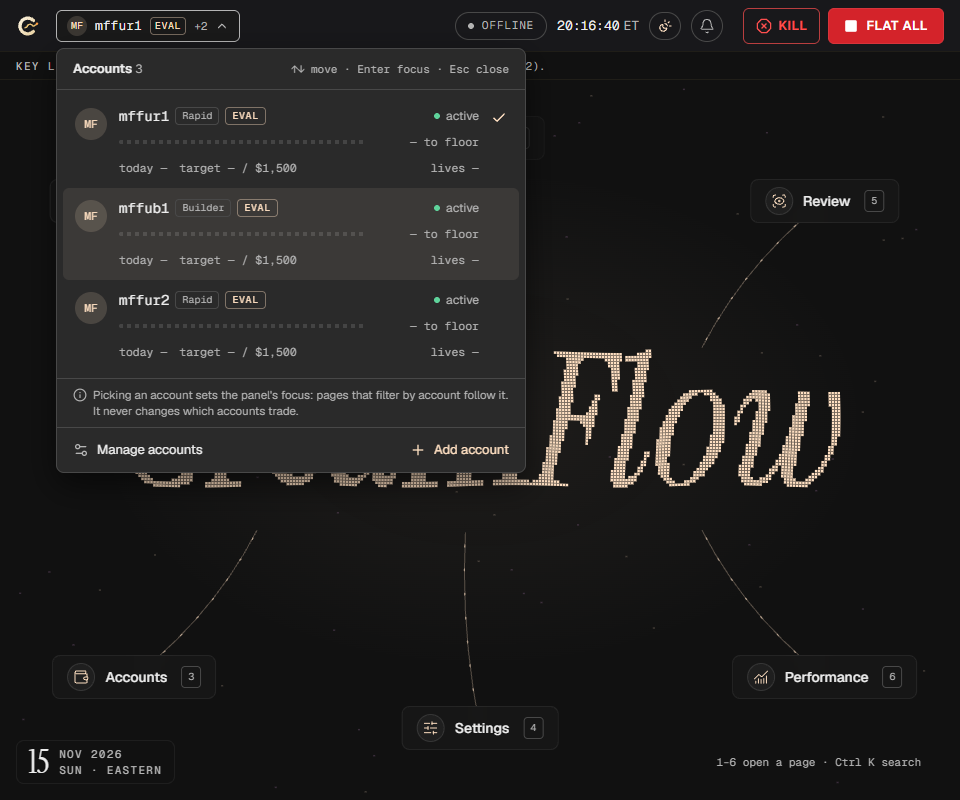 MF mffur1 EVAL +2
OFFLINE
20:16:40 ET
KILL
FLAT ALL
KEY
2).
Accounts 3
move · Enter focus · Esc close
MF mffur1 Rapid EVAL active
— to floor
today — target — / $1,500 lives —
MF mffub1 Builder EVAL active
— to floor
today — target — / $1,500 lives —
MF mffur2 Rapid EVAL active
— to floor
today — target — / $1,500 lives —
Picking an account sets the panel's focus: pages that filter by account follow it.
It never changes which accounts trade.
Manage accounts
Add account
Review 5
Flow
Accounts 3
Performance 6
Settings 4
15 NOV 2026
SUN · EASTERN
1-6 open a page · Ctrl K search